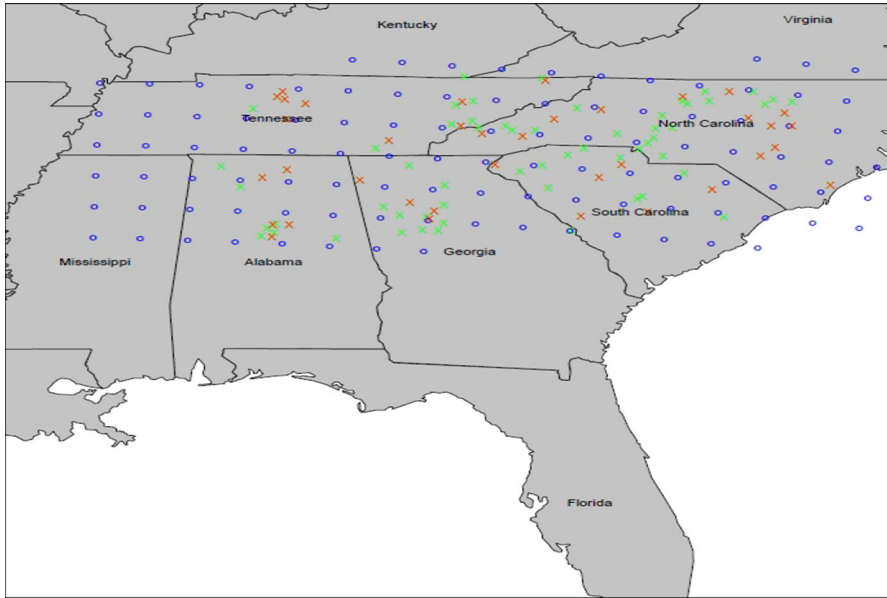 Virginia
Kentucky
Tennessee
North Carolina
South Carolina
Mississippi
Alabama
Georgia
Florida